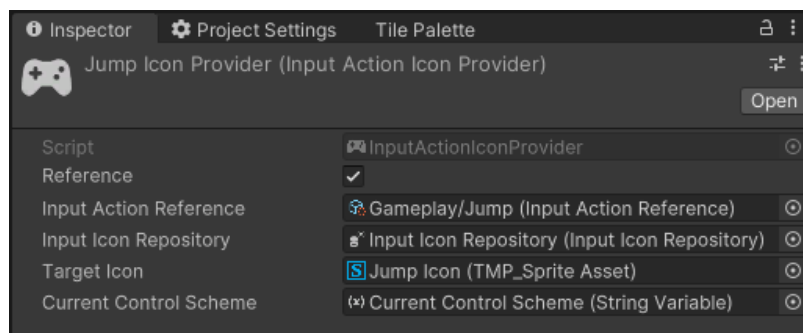 Inspector Project Settings Tile Palette
Jump Icon Provider (Input Action Icon Provider)
Open
Script InputActionIconProvider
Reference
Input Action Reference Gameplay/Jump (Input Action Reference)
Input Icon Repository Input Icon Repository (Input Icon Repository)
Target Icon S Jump Icon (TMP_Sprite Asset)
Current Control Scheme (x) Current Control Scheme (String Variable)